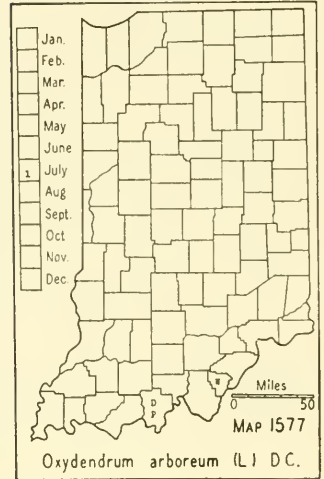 Jan.
Feb.
Mar.
Apr.
May
June
1 July
Aug
Sept.
Oct
Nov.
Dec.
D
P
Miles
0 50
MAP 1577
Oxydendrum arboreum (L.) DC.